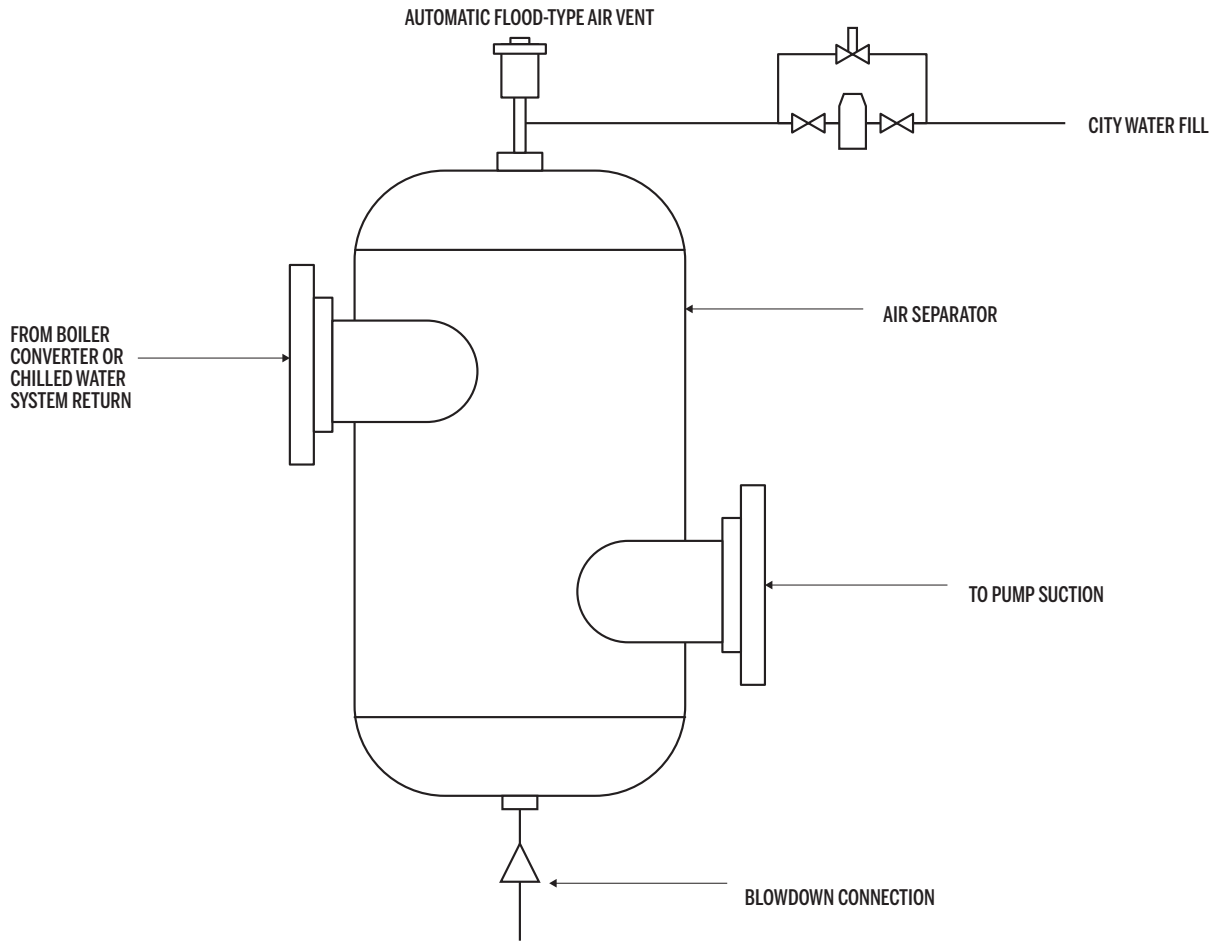 AUTOMATIC FLOOD-TYPE AIR VENT
CITY WATER FILL
AIR SEPARATOR
FROM BOILER
CONVERTER OR
CHILLED WATER
SYSTEM RETURN
TO PUMP SUCTION
BLOWDOWN CONNECTION